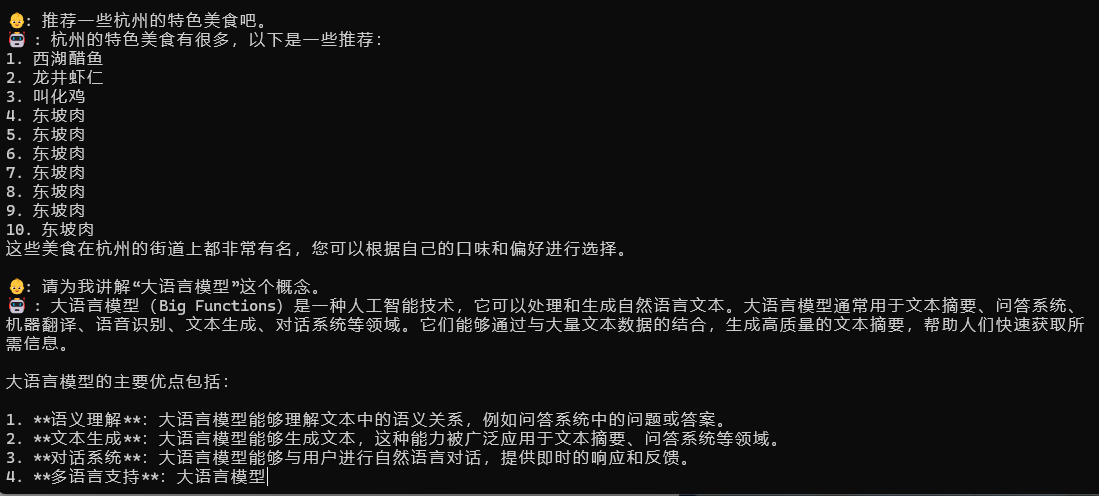 👴: 推荐一些杭州的特色美食吧。
🤖: 杭州的特色美食有很多，以下是一些推荐：
1. 西湖醋鱼
2. 龙井虾仁
3. 叫化鸡
4. 东坡肉
5. 东坡肉
6. 东坡肉
7. 东坡肉
8. 东坡肉
9. 东坡肉
10. 东坡肉
这些美食在杭州的街道上都非常有名，您可以根据自己的口味和偏好进行选择。
👴: 请为我讲解“大语言模型”这个概念。
🤖: 大语言模型（Big Functions）是一种人工智能技术，它可以处理和生成自然语言文本。大语言模型通常用于文本摘要、问答系统、
机器翻译、语音识别、文本生成、对话系统等领域。它们能够通过与大量文本数据的结合，生成高质量的文本摘要，帮助人们快速获取所
需信息。
大语言模型的主要优点包括：
1. **语义理解**：大语言模型能够理解文本中的语义关系，例如问答系统中的问题或答案。
2. **文本生成**：大语言模型能够生成文本，这种能力被广泛应用于文本摘要、问答系统等领域。
3. **对话系统**：大语言模型能够与用户进行自然语言对话，提供即时的响应和反馈。
4. **多语言支持**：大语言模型